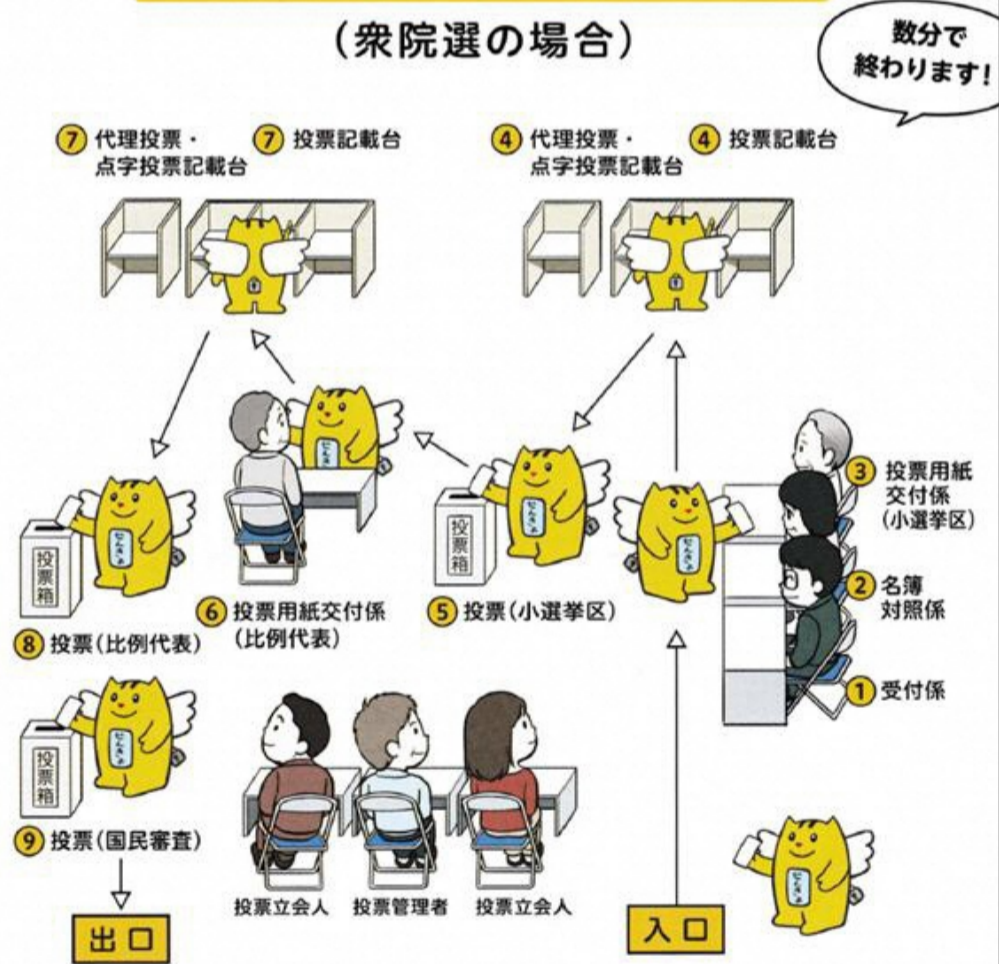 (衆院選の場合)
数分で
終わります!
⑦ 代理投票・
点字投票記載台
⑦ 投票記載台
④ 代理投票・
点字投票記載台
④ 投票記載台
③ 投票用紙
交付係
(小選挙区)
② 名簿
対照係
① 受付係
投票箱
⑤ 投票(小選挙区)
⑥ 投票用紙交付係
(比例代表)
投票箱
⑧ 投票(比例代表)
投票箱
⑨ 投票(国民審査)
投票立会人
投票管理者
投票立会人
出口
入口